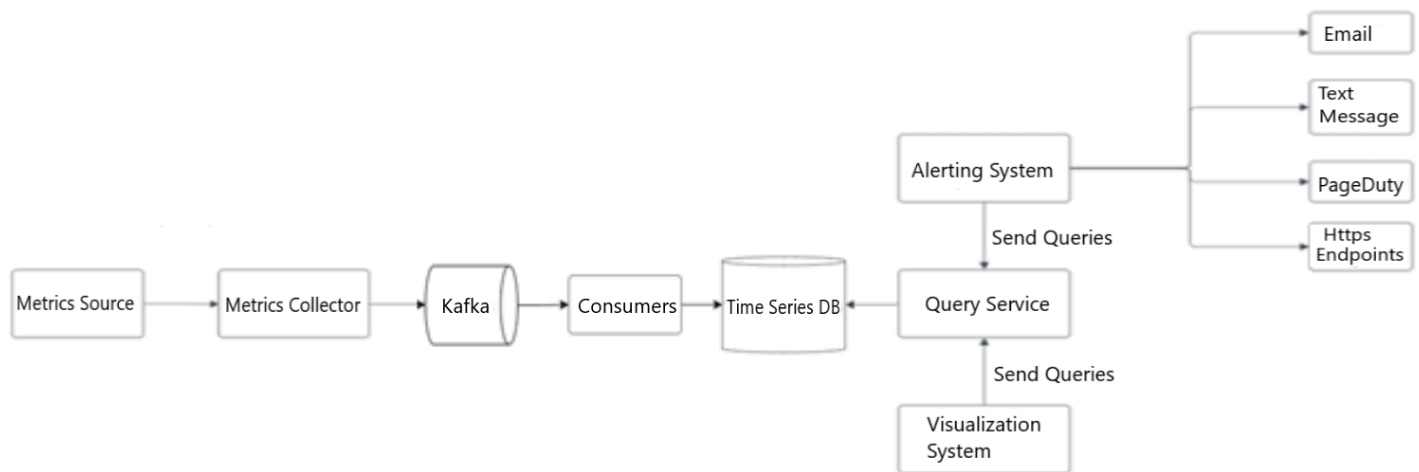 Email
Text
Message
Alerting System
PageDuty
Send Queries
Https
Endpoints
Metrics Source
Metrics Collector
Kafka
Consumers
Time Series DB
Query Service
Send Queries
Visualization
System